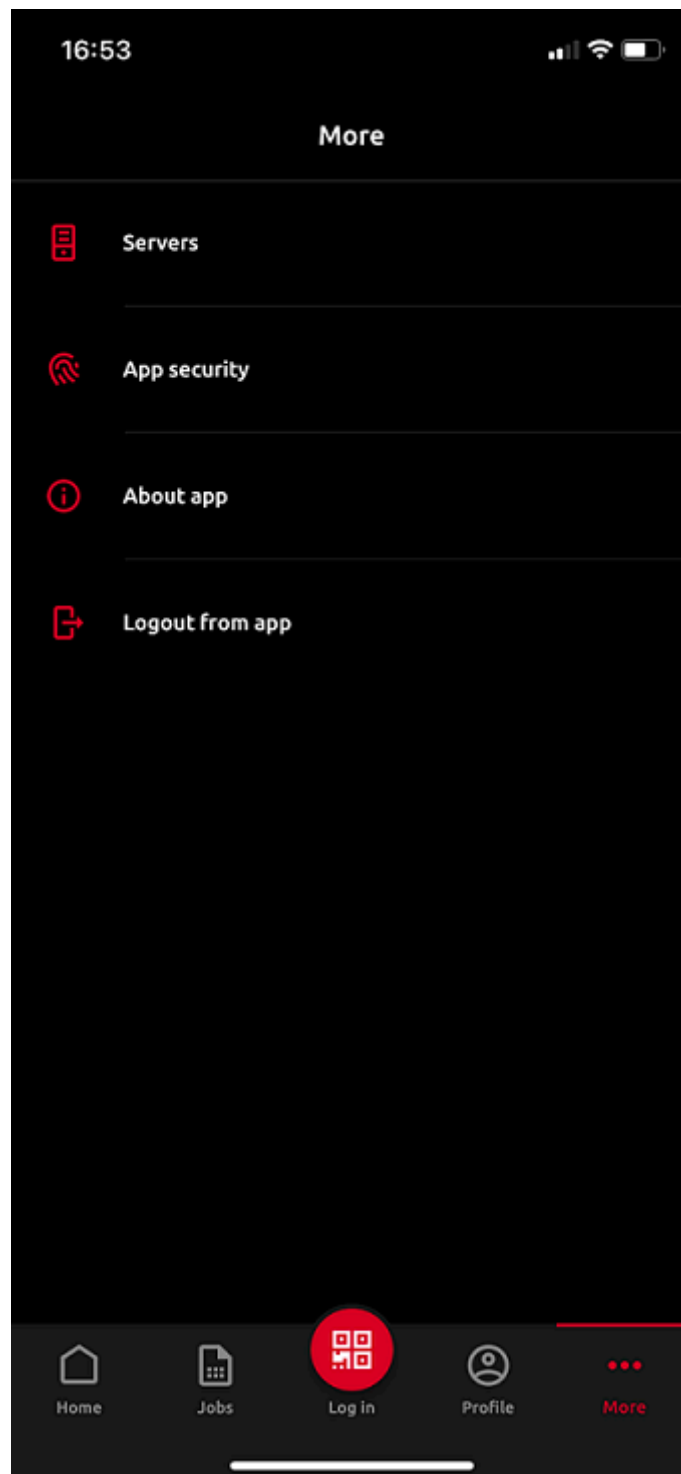 16:53
More
Servers
App security
About app
Logout from app
Home Jobs Log in Profile More